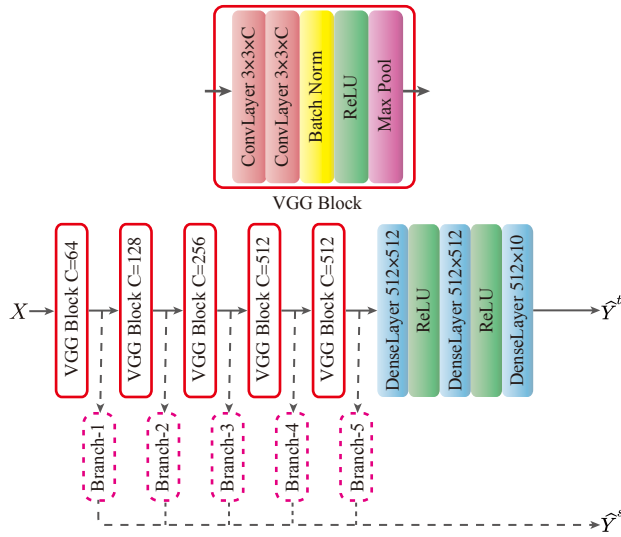 ConvLayer 3×3×C
ConvLayer 3×3×C
Batch Norm
ReLU
Max Pool
VGG Block
X
VGG Block C=64
VGG Block C=128
VGG Block C=256
VGG Block C=512
VGG Block C=512
DenseLayer 512×512
ReLU
DenseLayer 512×512
ReLU
DenseLayer 512×10
Ŷᵗ
Branch-1
Branch-2
Branch-3
Branch-4
Branch-5
Ŷˢ